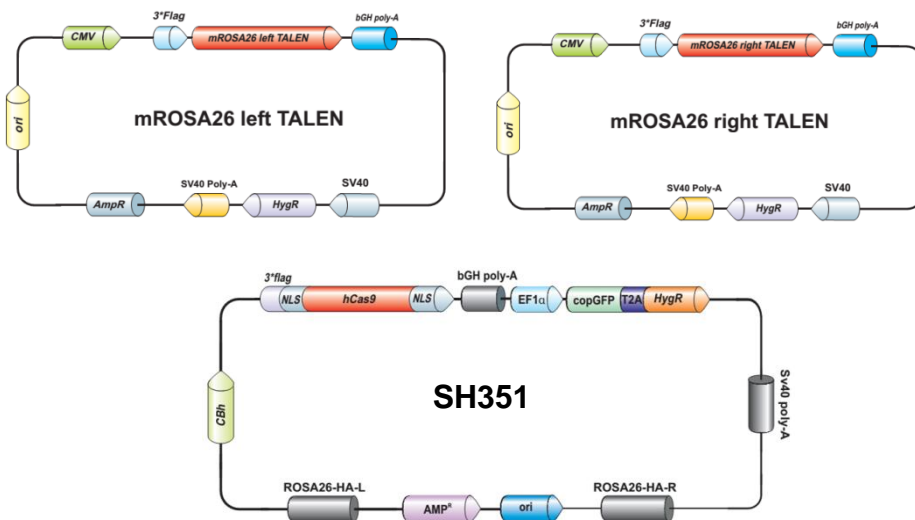 CMV
3*Flag
mROSA26 left TALEN
bGH poly-A
ori
mROSA26 left TALEN
AmpR
SV40 Poly-A
HygR
SV40
CMV
3*Flag
mROSA26 right TALEN
bGH poly-A
ori
mROSA26 right TALEN
AmpR
SV40 Poly-A
HygR
SV40
3*flag
NLS
hCas9
NLS
bGH poly-A
EF1α
copGFP
T2A
HygR
CBh
SH351
Sv40 poly-A
ROSA26-HA-L
AMPᴿ
ori
ROSA26-HA-R